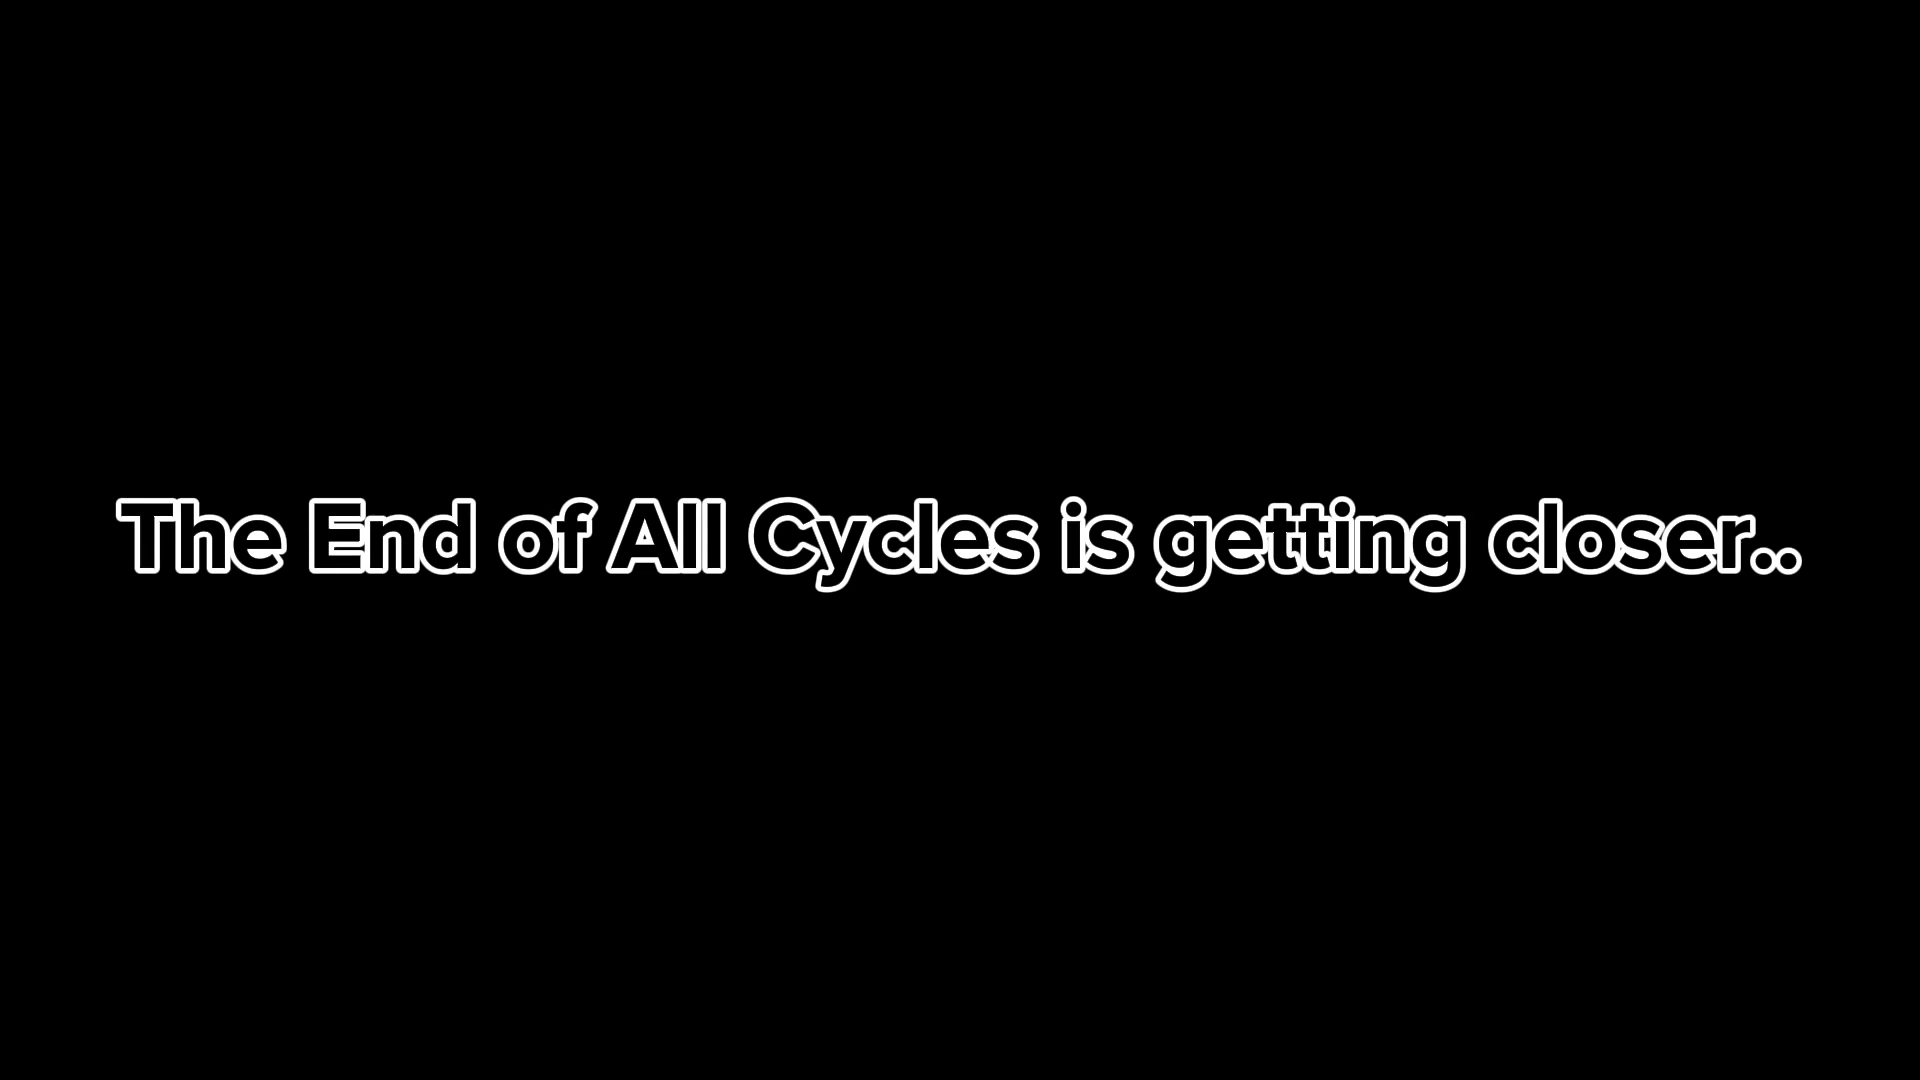 The End of All Cycles is getting closer..